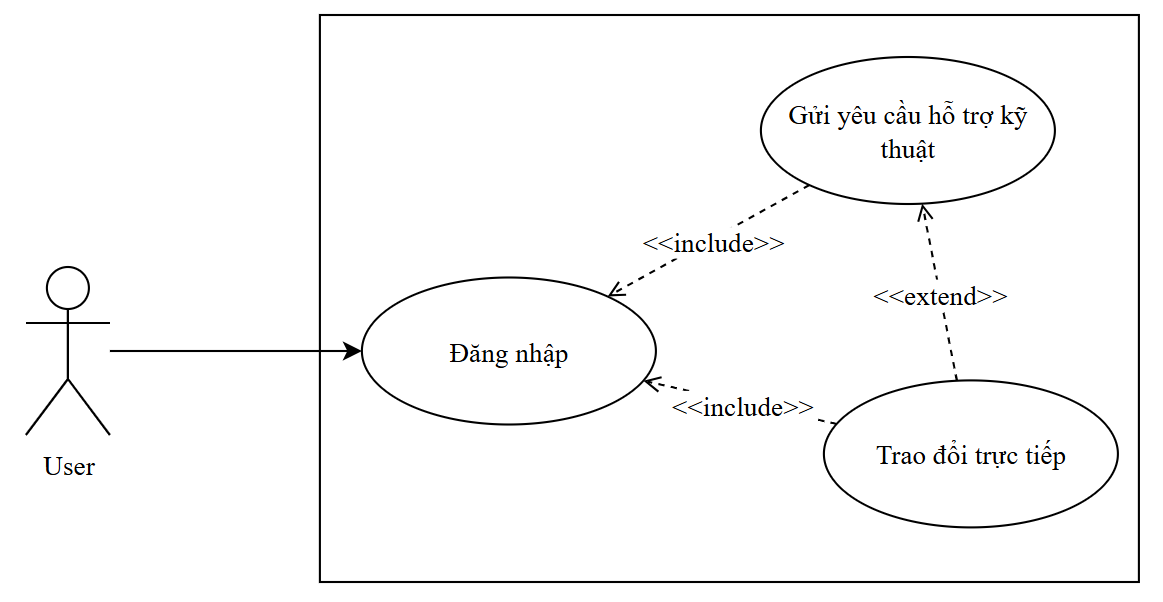 Gửi yêu cầu hỗ trợ kỹ
thuật
<<include>>
<<extend>>
Đăng nhập
<<include>>
Trao đổi trực tiếp
User